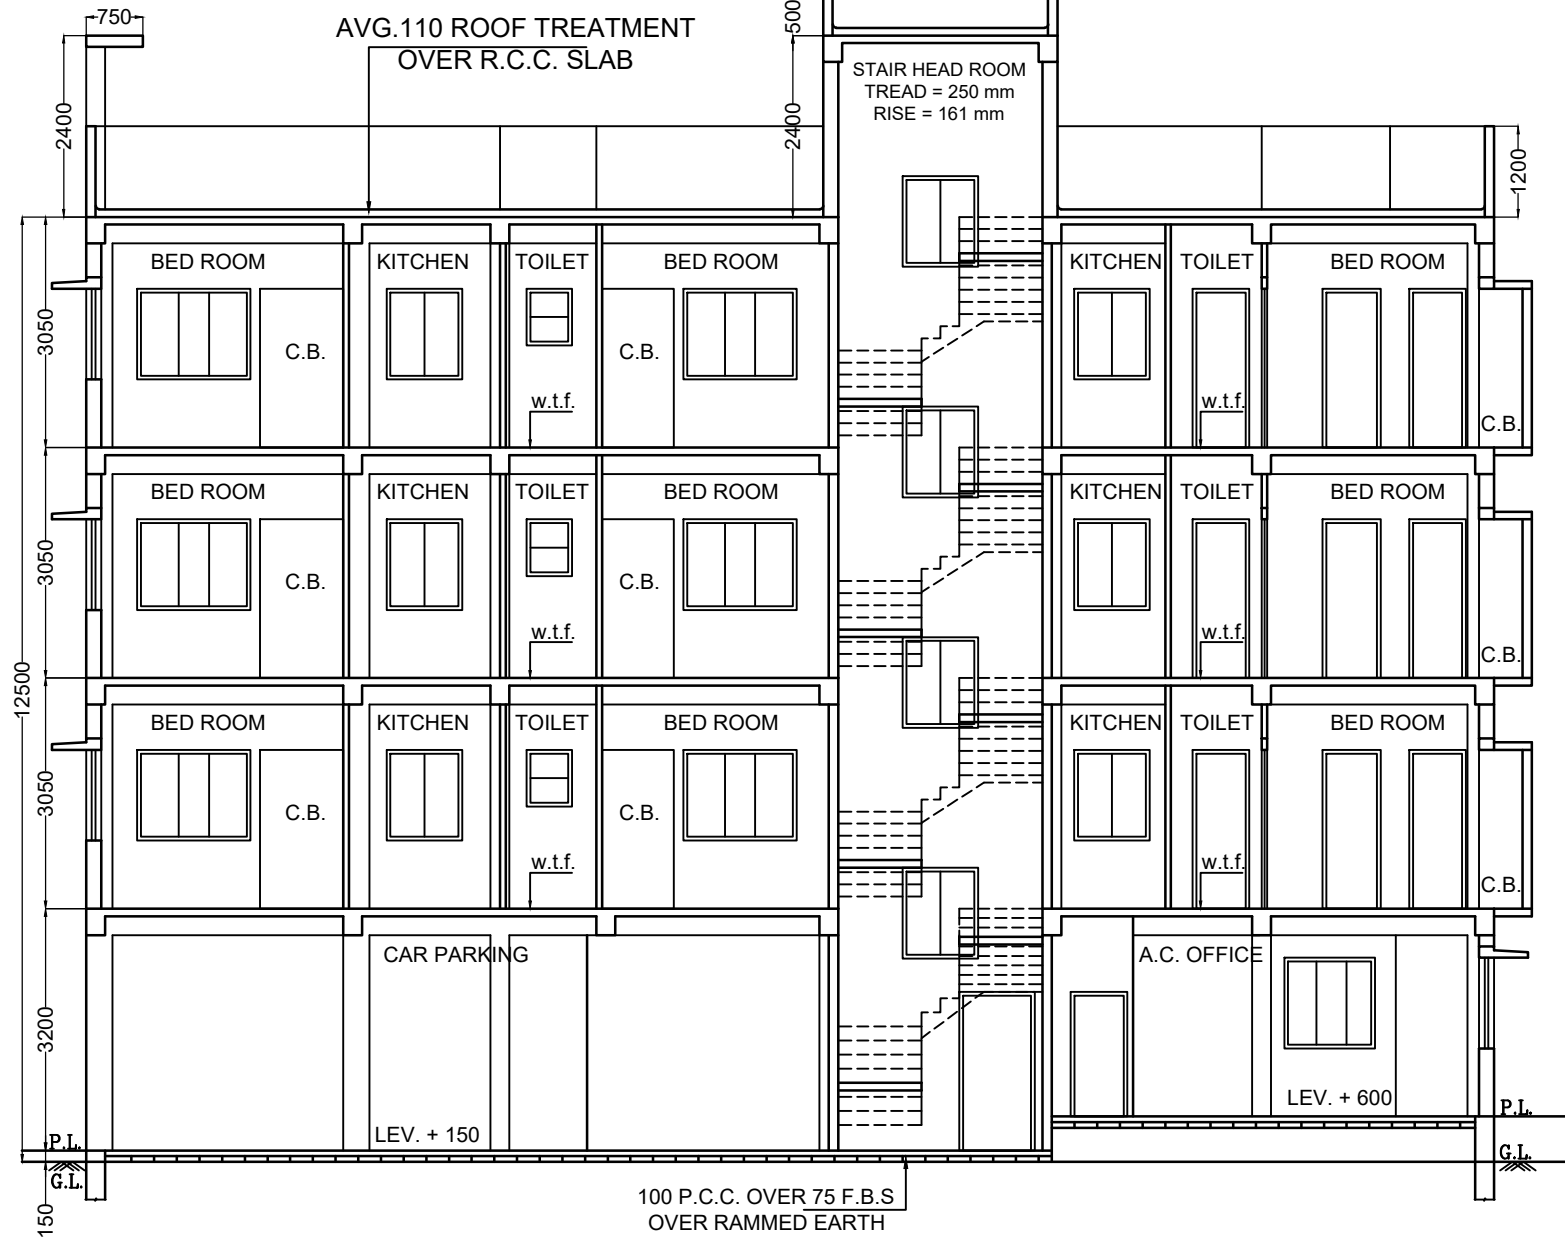 750
AVG.110 ROOF TREATMENT
OVER R.C.C. SLAB
500
STAIR HEAD ROOM
TREAD = 250 mm
RISE = 161 mm
2400
2400
1200
BED ROOM KITCHEN TOILET BED ROOM KITCHEN TOILET BED ROOM
3050
C.B. C.B.
w.t.f. w.t.f.
C.B.
BED ROOM KITCHEN TOILET BED ROOM KITCHEN TOILET BED ROOM
3050
C.B. C.B.
w.t.f. w.t.f.
C.B.
12500
BED ROOM KITCHEN TOILET BED ROOM KITCHEN TOILET BED ROOM
3050
C.B. C.B.
w.t.f. w.t.f.
C.B.
CAR PARKING A.C. OFFICE
3200
LEV. + 600
P.L.
LEV. + 150
P.L.
G.L.
G.L.
150
100 P.C.C. OVER 75 F.B.S
OVER RAMMED EARTH